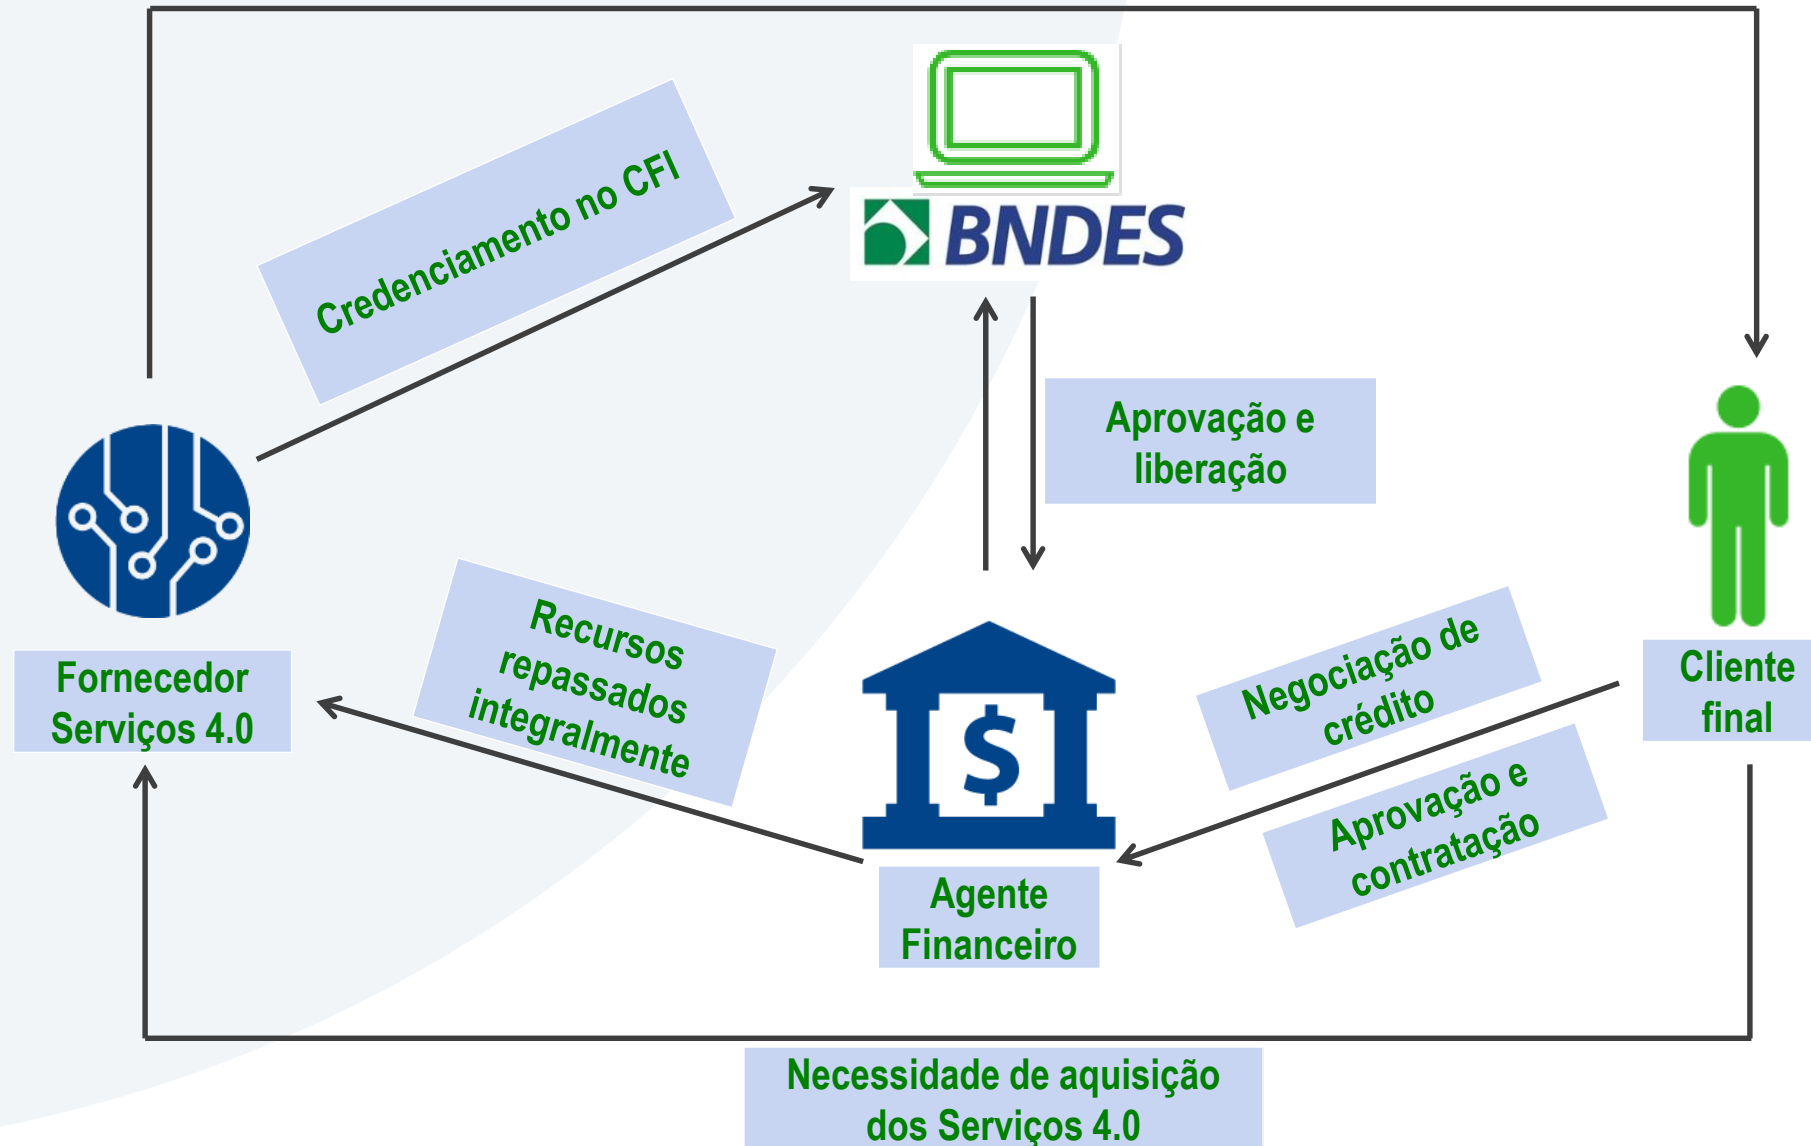 Credenciamento no CFI
BNDES
Aprovação e
liberação
Fornecedor
Serviços 4.0
Recursos
repassados
integralmente
$
Agente
Financeiro
Negociação de
crédito
Aprovação e
contratação
Cliente
final
Necessidade de aquisição
dos Serviços 4.0